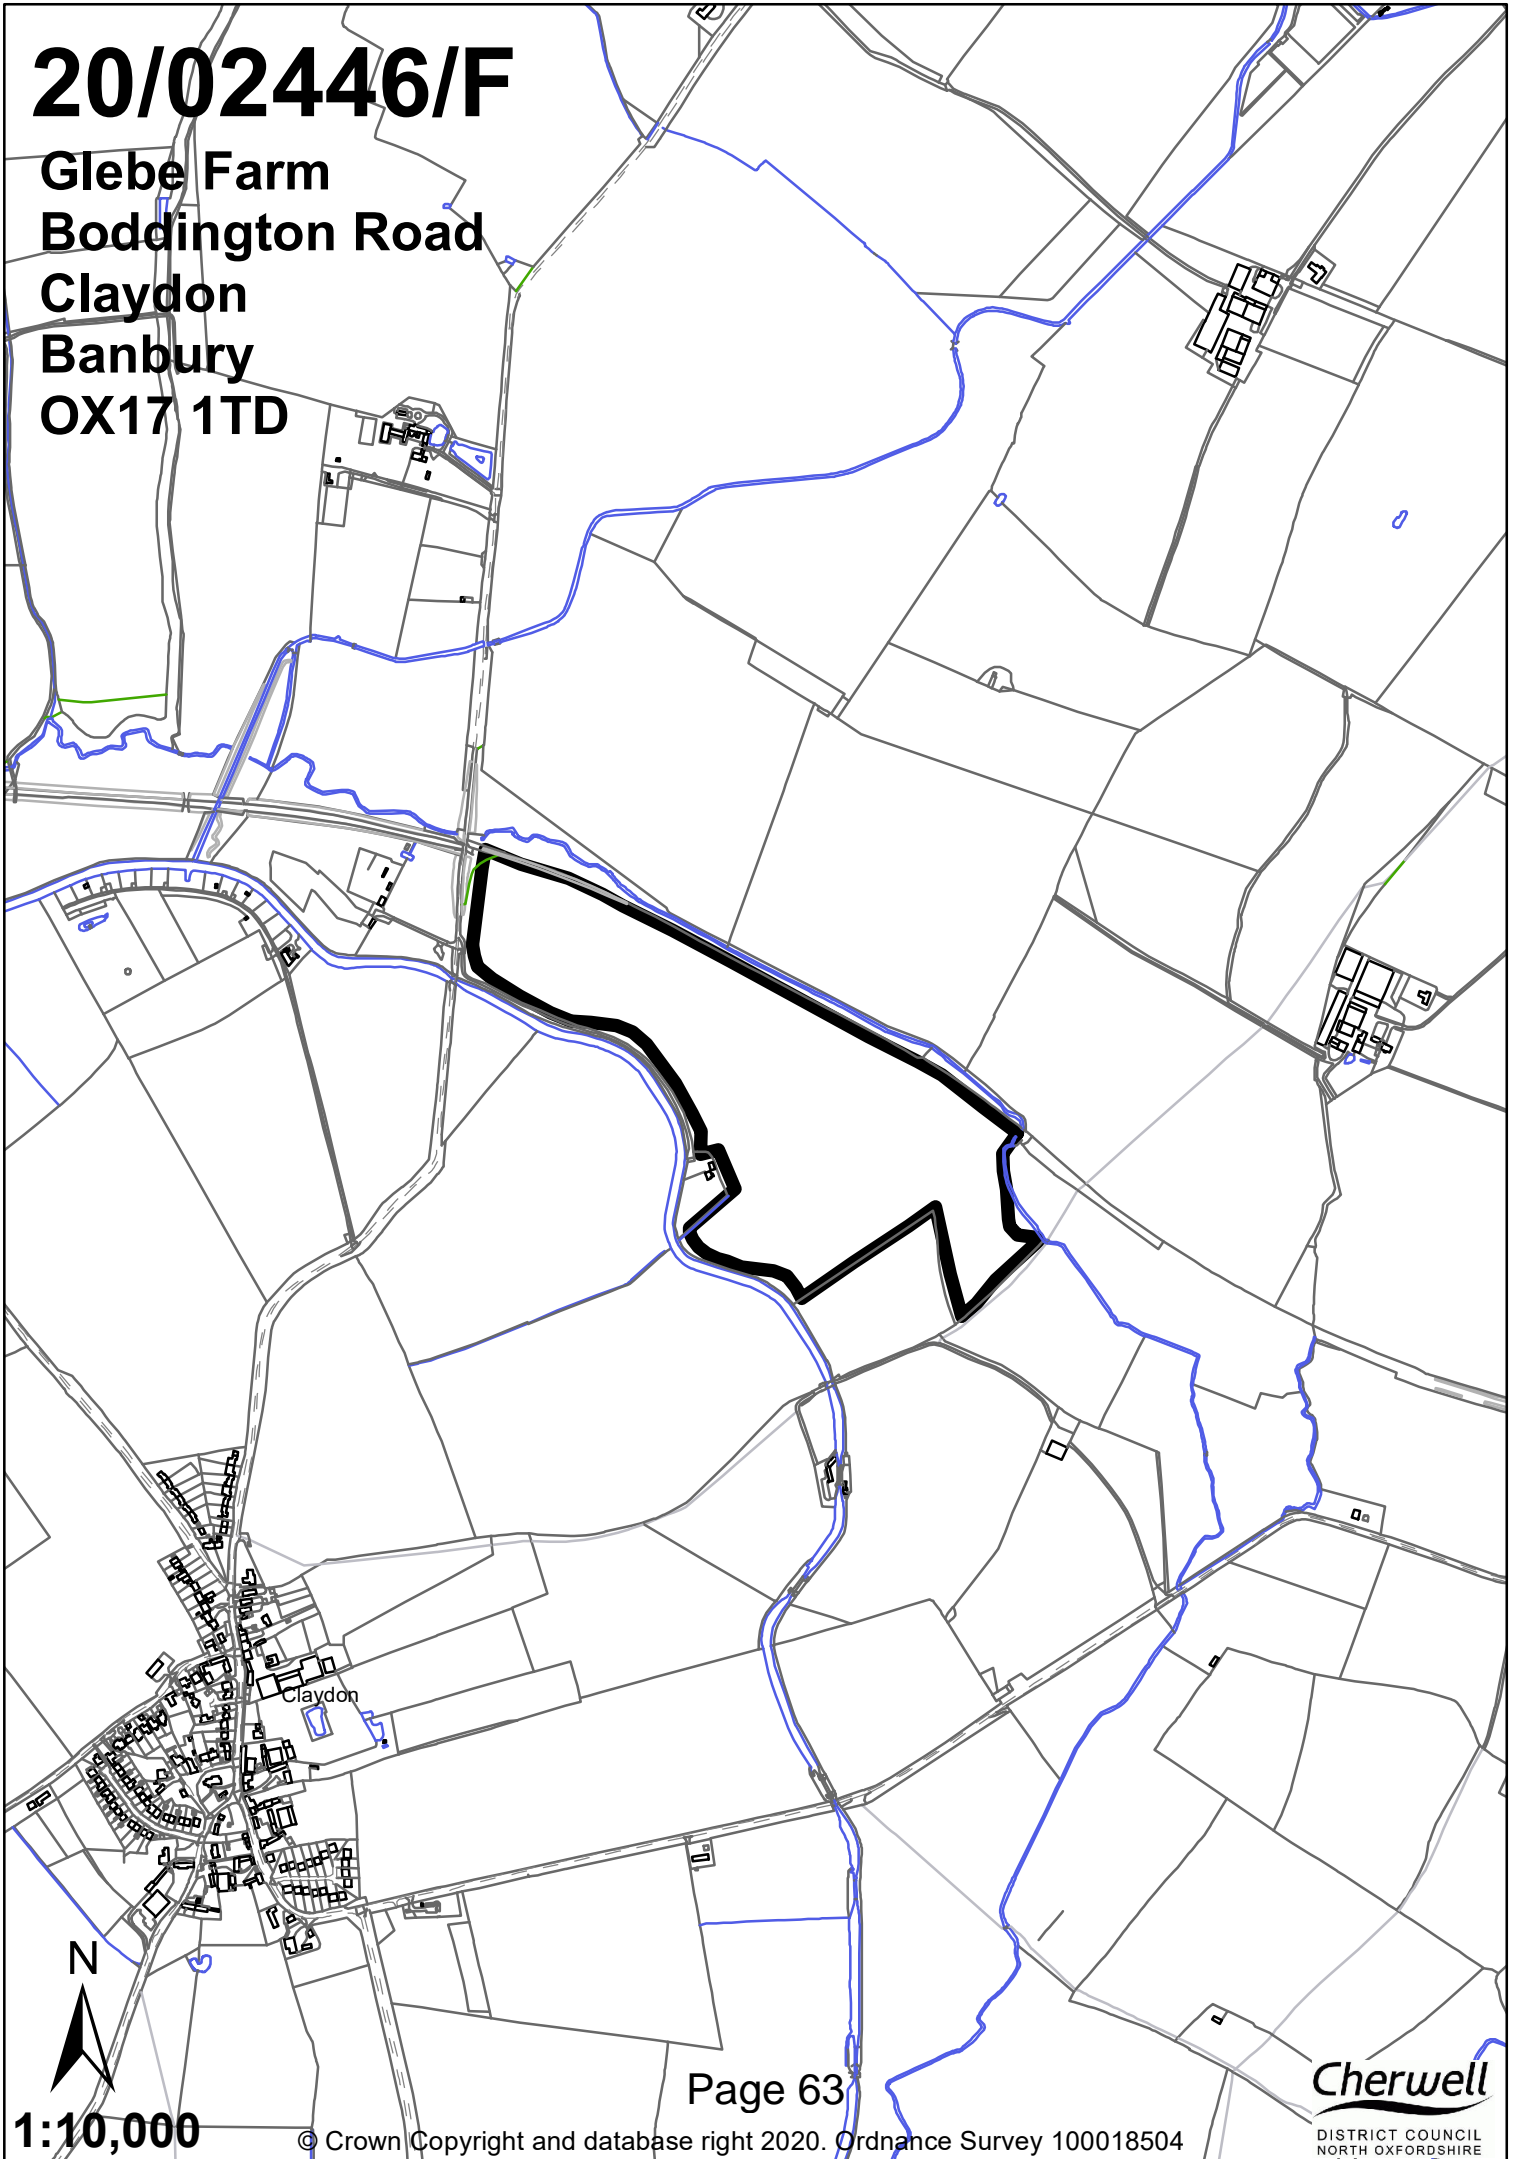 20/02446/F
Glebe Farm
Boddington Road
Claydon
Banbury
OX17 1TD
Claydon
N
1:10,000
Page 63
© Crown Copyright and database right 2020. Ordnance Survey 100018504
Cherwell
DISTRICT COUNCIL
NORTH OXFORDSHIRE